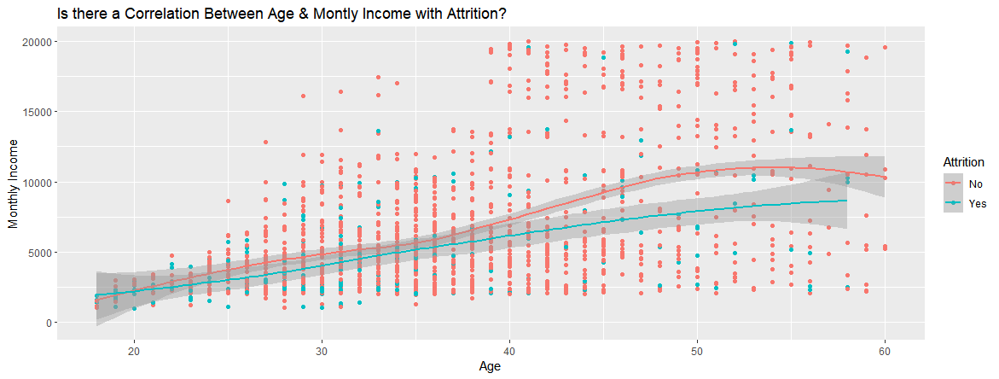 Is there a Correlation Between Age & Montly Income with Attrition?
Monthly Income
20000
15000
10000
5000
0
20
30
40
50
60
Age
Attrition
No
Yes